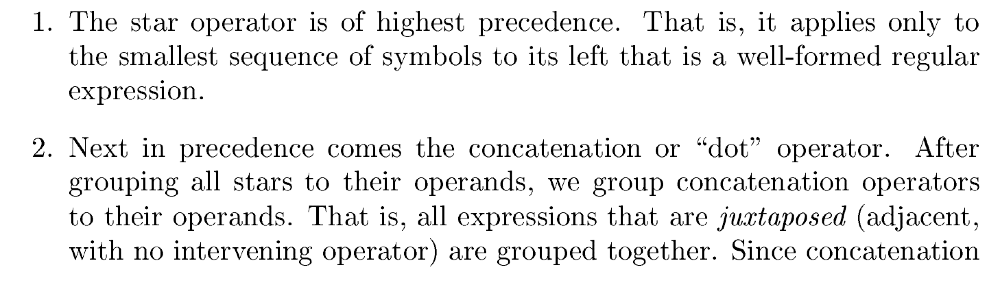 1. The star operator is of highest precedence. That is, it applies only to
the smallest sequence of symbols to its left that is a well-formed regular
expression.
2. Next in precedence comes the concatenation or “dot” operator. After
grouping all stars to their operands, we group concatenation operators
to their operands. That is, all expressions that are juxtaposed (adjacent,
with no intervening operator) are grouped together. Since concatenation